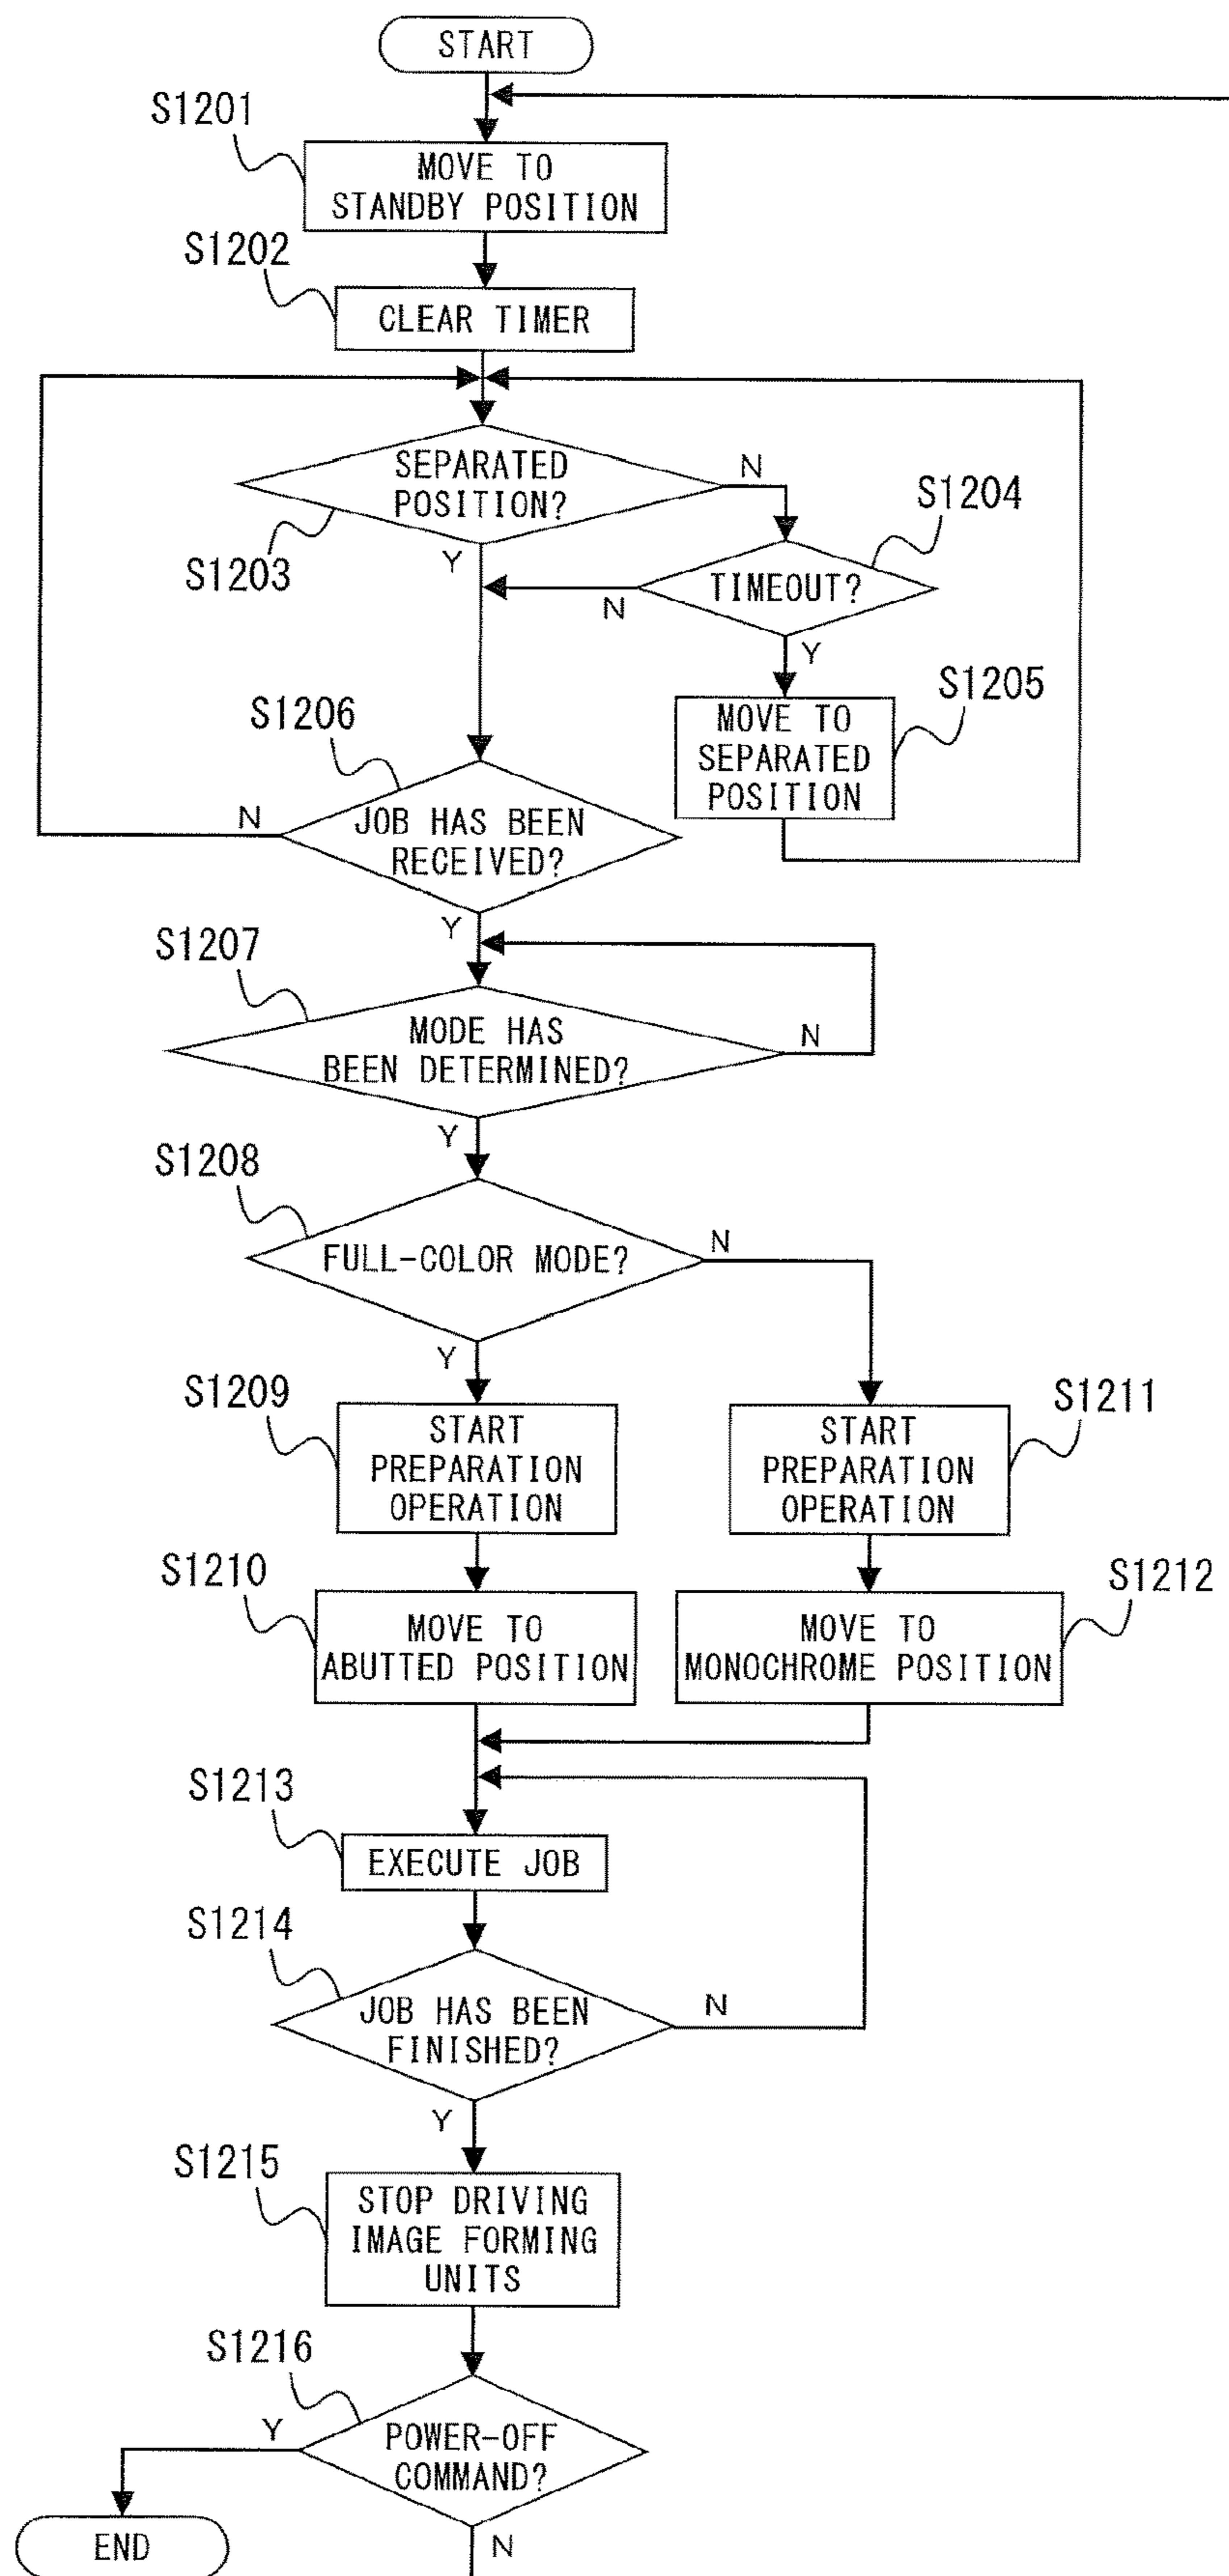 START
S1201
MOVE TO
STANDBY POSITION
S1202
CLEAR TIMER
SEPARATED
POSITION?
N
S1204
S1203
Y
TIMEOUT?
N
Y
S1206
S1205
MOVE TO
SEPARATED
POSITION
N
JOB HAS BEEN
RECEIVED?
Y
S1207
MODE HAS
BEEN DETERMINED?
N
Y
S1208
FULL-COLOR MODE?
N
Y
S1209
START
PREPARATION
OPERATION
S1211
START
PREPARATION
OPERATION
S1210
MOVE TO
ABUTTED POSITION
S1212
MOVE TO
MONOCHROME POSITION
S1213
EXECUTE JOB
S1214
JOB HAS BEEN
FINISHED?
N
Y
S1215
STOP DRIVING
IMAGE FORMING
UNITS
S1216
Y
POWER-OFF
COMMAND?
END
N